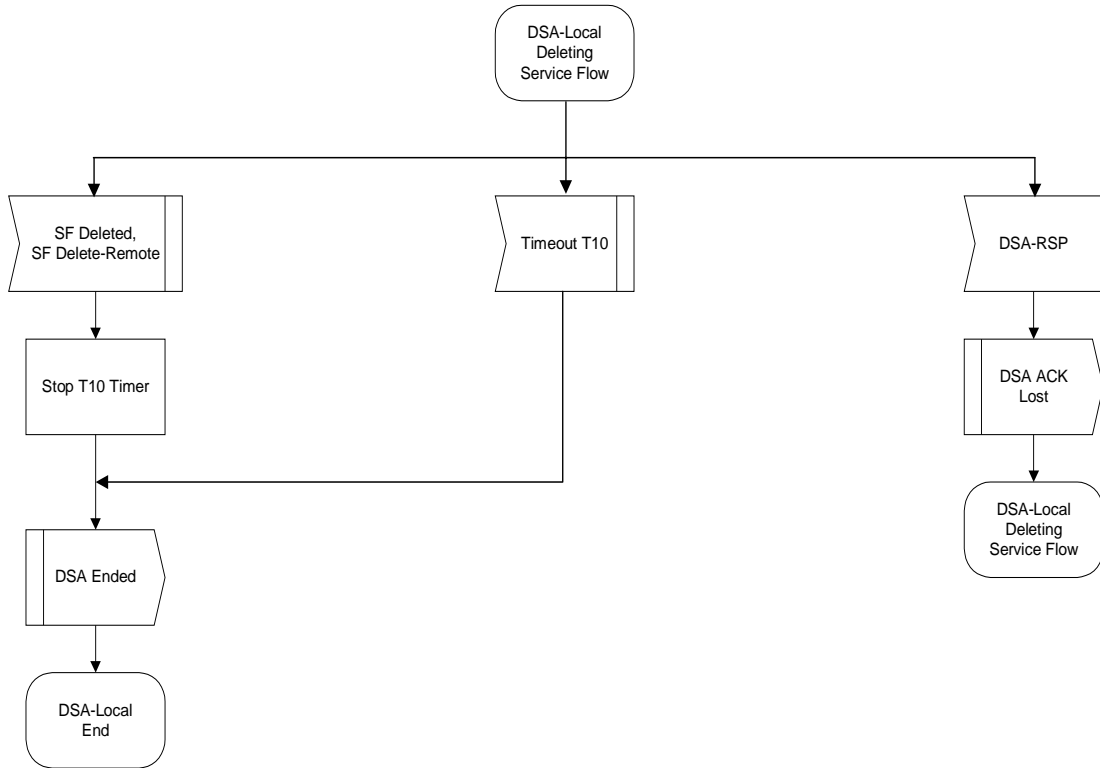 DSA-Local
Deleting
Service Flow
SF Deleted,
SF Delete-Remote
Timeout T10
DSA-RSP
Stop T10 Timer
DSA ACK
Lost
DSA-Local
Deleting
Service Flow
DSA Ended
DSA-Local
End